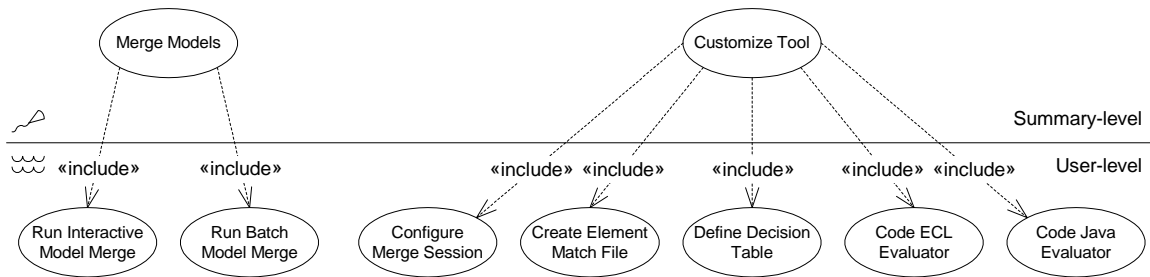 Merge Models
Customize Tool
Summary-level
User-level
«include»
«include»
«include»
«include»
«include»
«include»
«include»
Run Interactive
Model Merge
Run Batch
Model Merge
Configure
Merge Session
Create Element
Match File
Define Decision
Table
Code ECL
Evaluator
Code Java
Evaluator